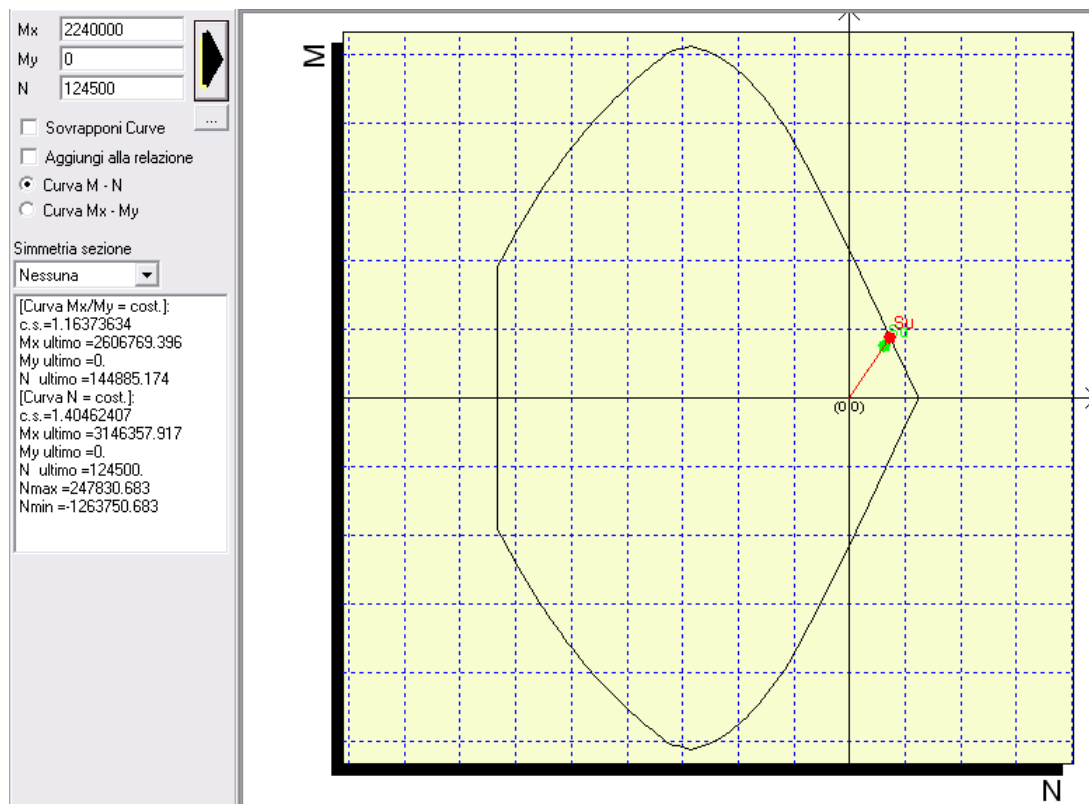 Mx 2240000
My 0
N 124500
...
Sovrapponi Curve
Aggiungi alla relazione
Curva M - N
Curva Mx - My
Simmetria sezione
Nessuna
[Curva Mx/My = cost.]:
c.s.=1.16373634
Mx ultimo =2606769.396
My ultimo =0.
N ultimo =144885.174
[Curva N = cost.]:
c.s.=1.40462407
Mx ultimo =3146357.917
My ultimo =0.
N ultimo =124500.
Nmax =247830.683
Nmin =-1263750.683
M
Su
(0,0)
N